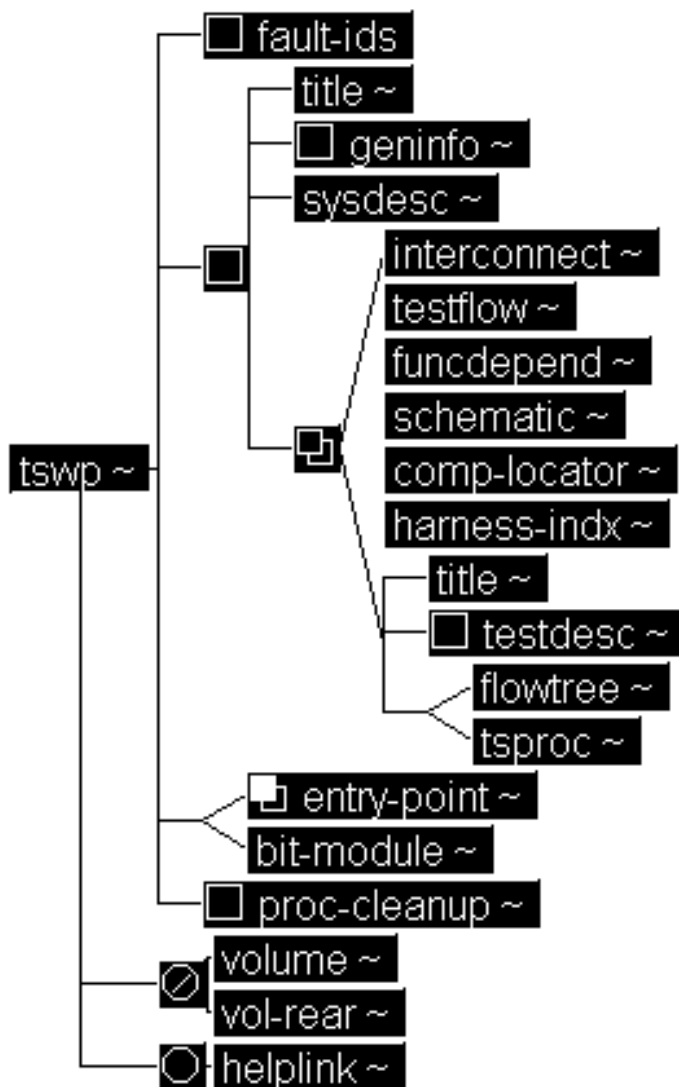 fault-ids
title ~
geninfo ~
sysdesc ~
interconnect ~
testflow ~
funcdepend ~
schematic ~
tswp ~
comp-locator ~
harness-indx ~
title ~
testdesc ~
flowtree ~
tsproc ~
entry-point ~
bit-module ~
proc-cleanup ~
volume ~
vol-rear ~
helplink ~